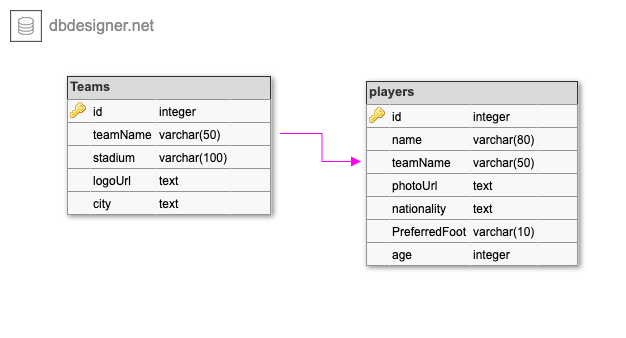 dbdesigner.net
Teams
id integer
teamName varchar(50)
stadium varchar(100)
logoUrl text
city text
players
id integer
name varchar(80)
teamName varchar(50)
photoUrl text
nationality text
PreferredFoot varchar(10)
age integer